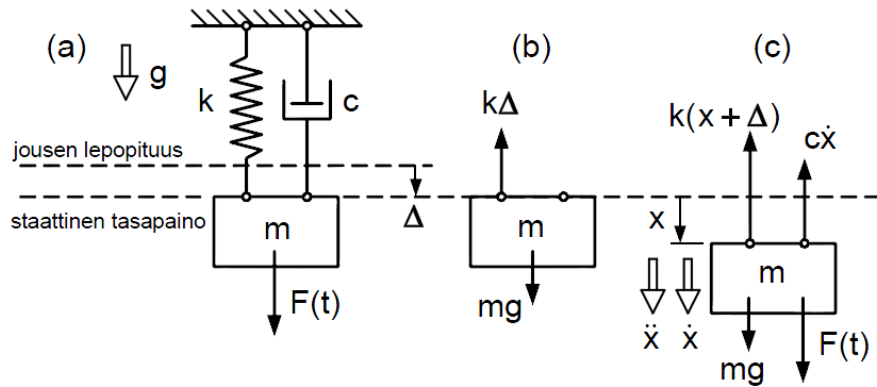 (a)
g
k
c
jousen lepopituus
staattinen tasapaino
m
F(t)
Δ
(b)
kΔ
m
mg
(c)
k(x + Δ)
cẋ
x
m
ẍ
ẋ
mg
F(t)